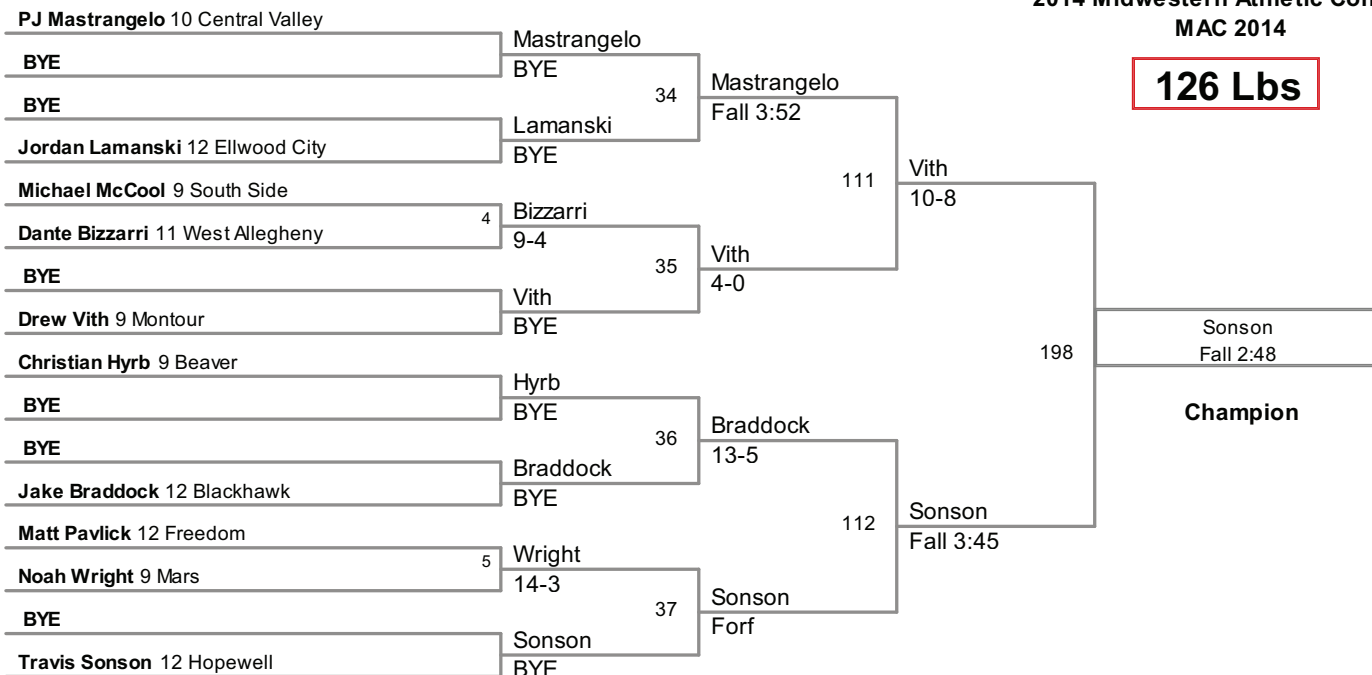 2014 Midwestern Athletic Con
MAC 2014
126 Lbs
PJ Mastrangelo 10 Central Valley
BYE
BYE
Jordan Lamanski 12 Ellwood City
Michael McCool 9 South Side
Dante Bizzarri 11 West Allegheny
BYE
Drew Vith 9 Montour
Christian Hyrb 9 Beaver
BYE
BYE
Jake Braddock 12 Blackhawk
Matt Pavlick 12 Freedom
Noah Wright 9 Mars
BYE
Travis Sonson 12 Hopewell
Mastrangelo
BYE
Lamanski
BYE
4
Bizzarri
9-4
Vith
BYE
Hyrb
BYE
Braddock
BYE
5
Wright
14-3
Sonson
BYE
34
Mastrangelo
Fall 3:52
35
Vith
4-0
36
Braddock
13-5
37
Sonson
Forf
111
Vith
10-8
112
Sonson
Fall 3:45
198
Sonson
Fall 2:48
Champion